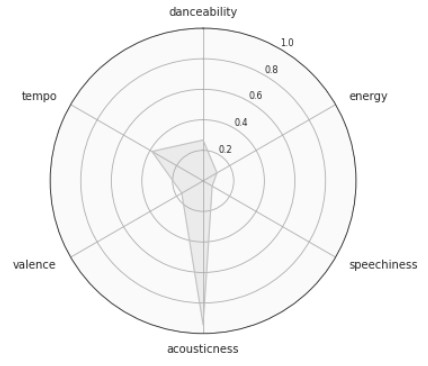 danceability
1.0
0.8
tempo
energy
0.6
0.4
0.2
valence
speechiness
acousticness